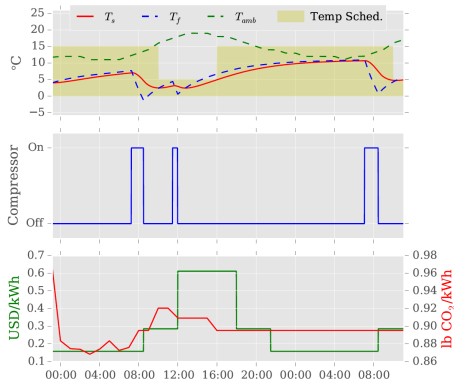 T_s T_f T_amb Temp Sched.
25
20
15
10
5
0
−5
°C
On
Off
Compressor
0.7
0.6
0.5
0.4
0.3
0.2
0.1
USD/kWh
0.98
0.96
0.94
0.92
0.90
0.88
0.86
lb CO₂/kWh
00:00 04:00 08:00 12:00 16:00 20:00 00:00 04:00 08:00